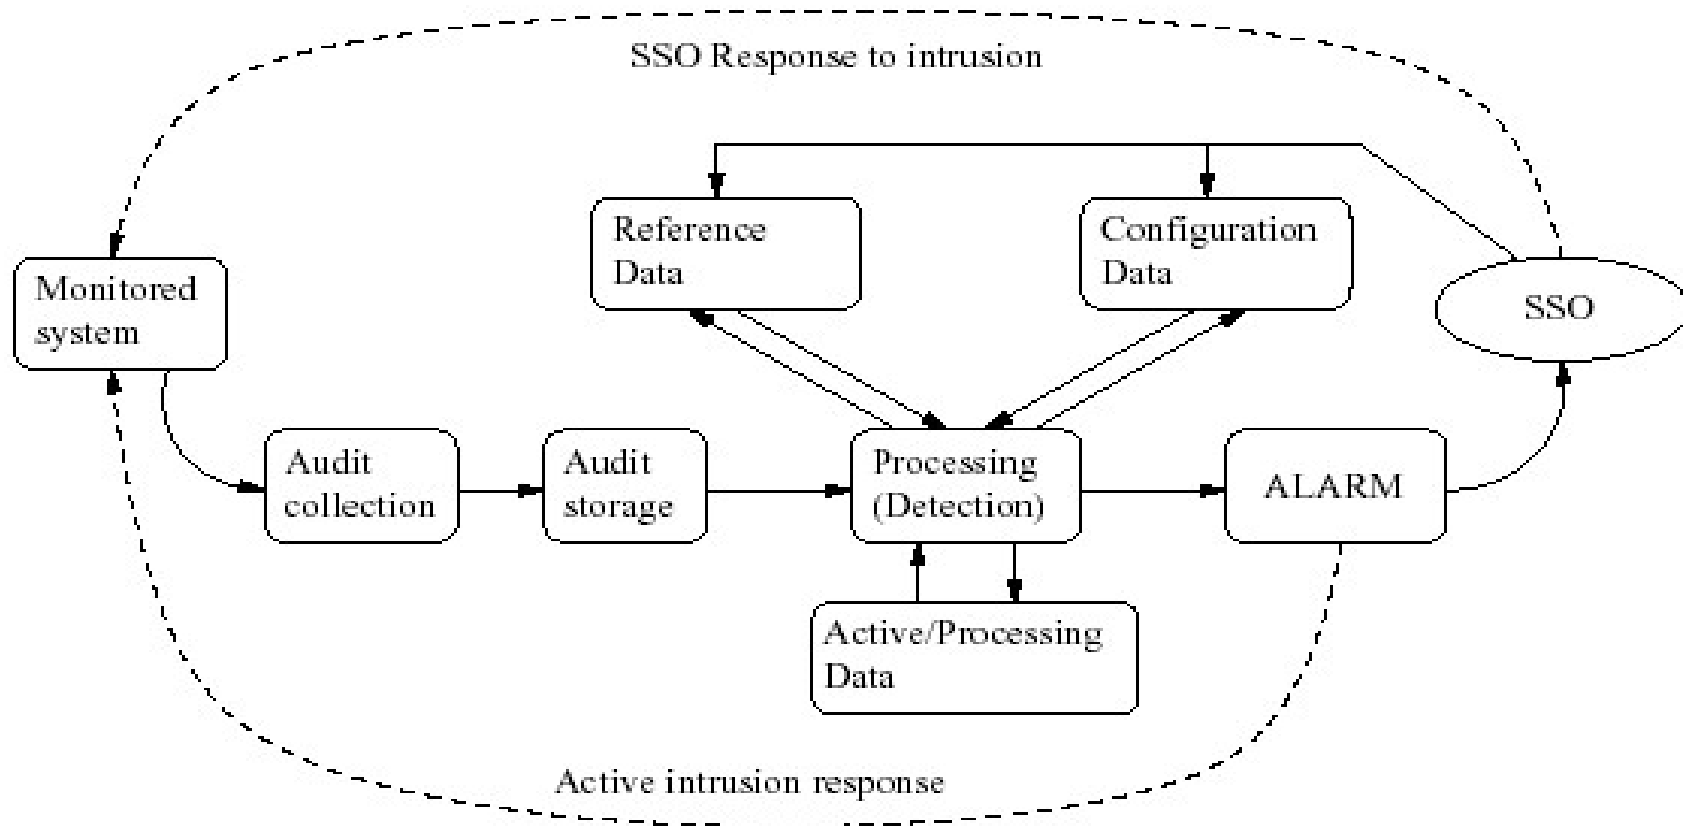 SSO Response to intrusion
Reference
Data
Configuration
Data
Monitored
system
SSO
Audit
collection
Audit
storage
Processing
(Detection)
ALARM
Active/Processing
Data
Active intrusion response